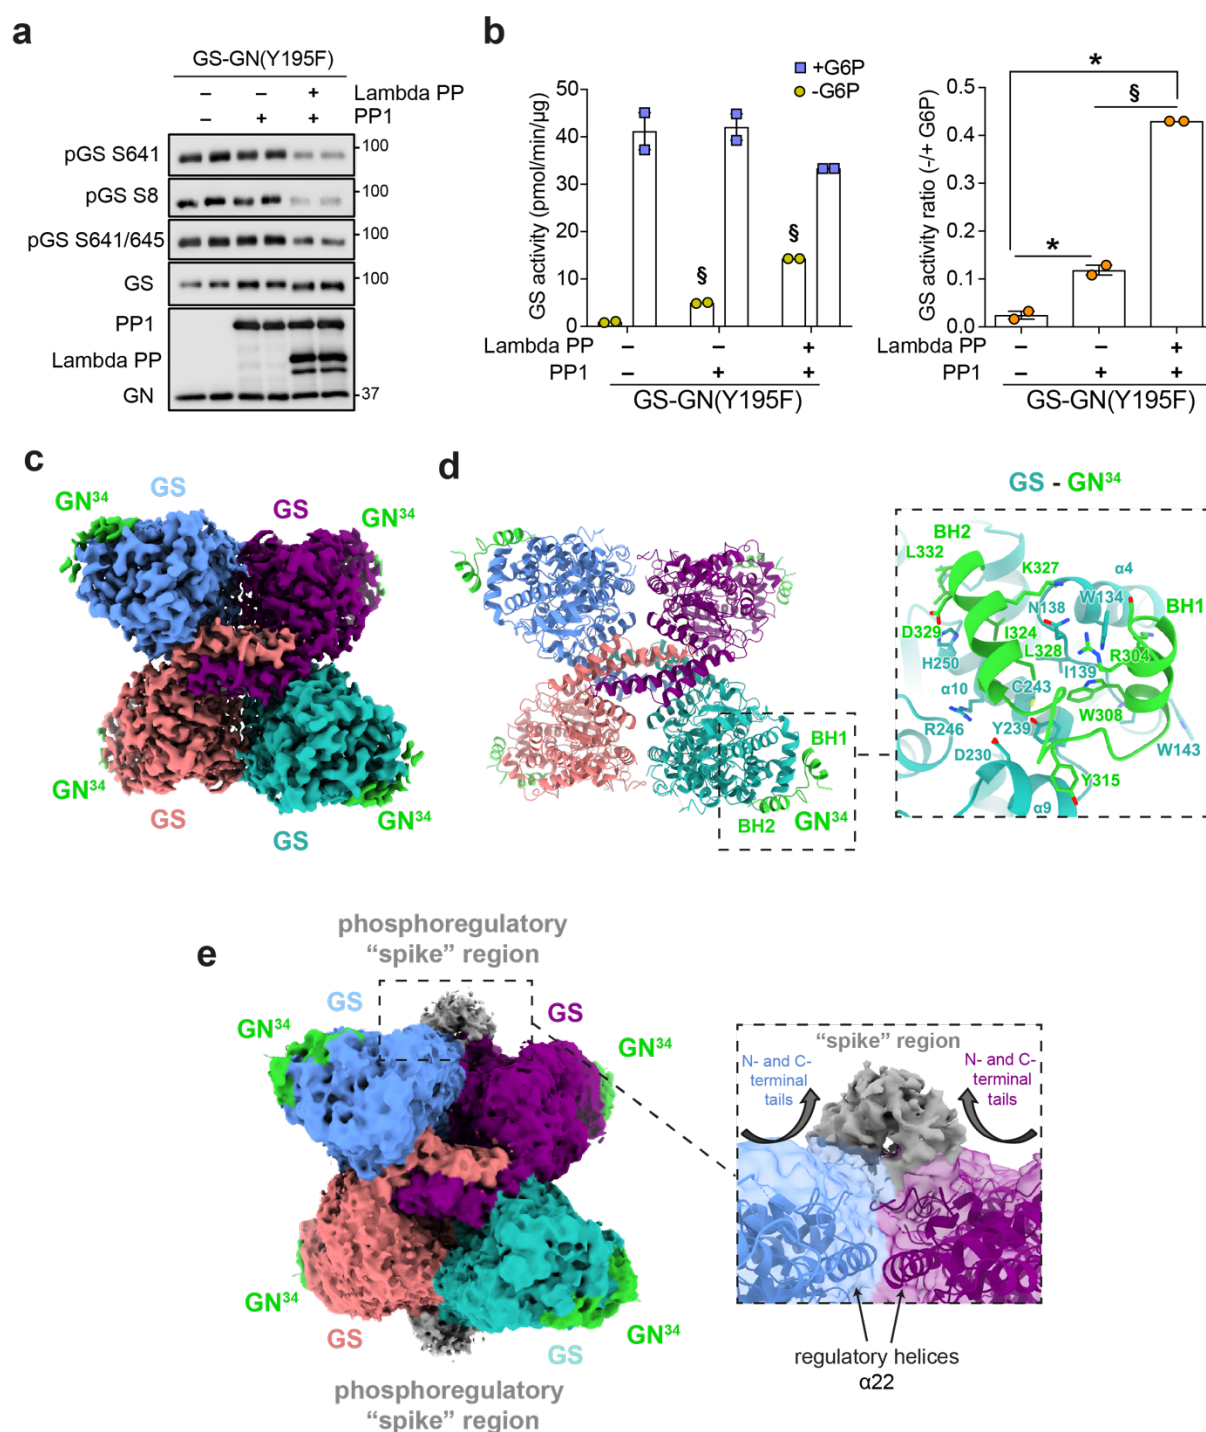 a
GS-GN(Y195F)
– – + Lambda PP
– + + PP1
pGS S641
100
pGS S8
100
pGS S641/645
100
GS
100
PP1
Lambda PP
GN
37
b
+G6P
-G6P
GS activity (pmol/min/µg)
50
40
30
20
10
0
§
§
Lambda PP – – +
PP1 – + +
GS-GN(Y195F)
GS activity ratio (-/+ G6P)
0.5
0.4
0.3
0.2
0.1
0.0
*
§
*
Lambda PP – – +
PP1 – + +
GS-GN(Y195F)
c
GN34
GS
GS
GN34
GN34
GS
GS
GN34
d
BH1
BH2
GN34
GS - GN34
BH2
L332
K327
α4
N138
W134
BH1
D329
I324
L328
R304
H250
I139
α10
C243
W308
R246
Y239
W143
D230
Y315
α9
e
phosphoregulatory
“spike” region
GS
GS
GN34
GN34
GN34
GS
GS
GN34
phosphoregulatory
“spike” region
“spike” region
N- and C-
terminal
tails
N- and C-
terminal
tails
regulatory helices
α22